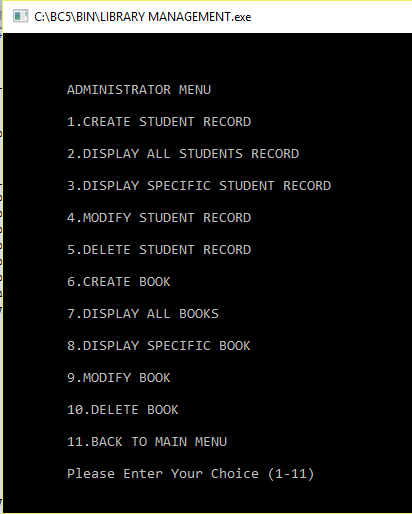 C:\BC5\BIN\LIBRARY MANAGEMENT.exe
ADMINISTRATOR MENU
1.CREATE STUDENT RECORD
2.DISPLAY ALL STUDENTS RECORD
3.DISPLAY SPECIFIC STUDENT RECORD
4.MODIFY STUDENT RECORD
5.DELETE STUDENT RECORD
6.CREATE BOOK
7.DISPLAY ALL BOOKS
8.DISPLAY SPECIFIC BOOK
9.MODIFY BOOK
10.DELETE BOOK
11.BACK TO MAIN MENU
Please Enter Your Choice (1-11)